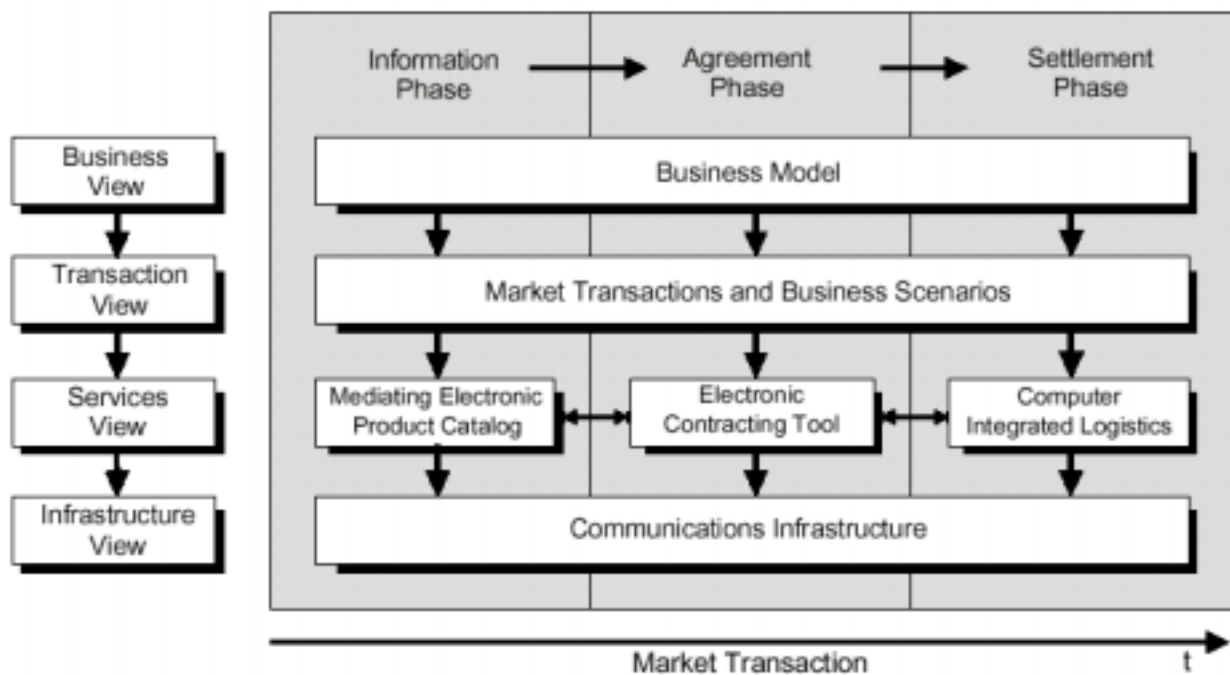 Information
Phase
Agreement
Phase
Settlement
Phase
Business
View
Business Model
Transaction
View
Market Transactions and Business Scenarios
Services
View
Mediating Electronic
Product Catalog
Electronic
Contracting Tool
Computer
Integrated Logistics
Infrastructure
View
Communications Infrastructure
Market Transaction
t